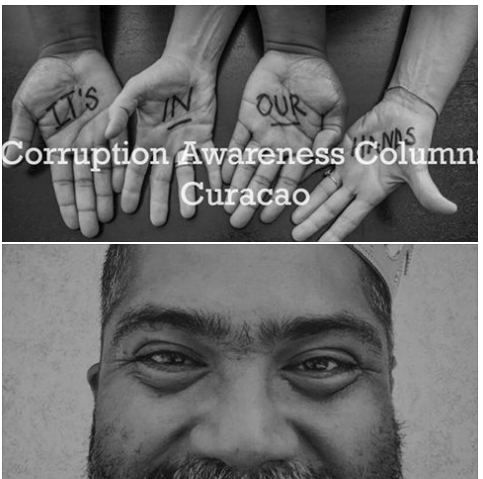 IT'S IN OUR HANDS
Corruption Awareness Columns
Curacao